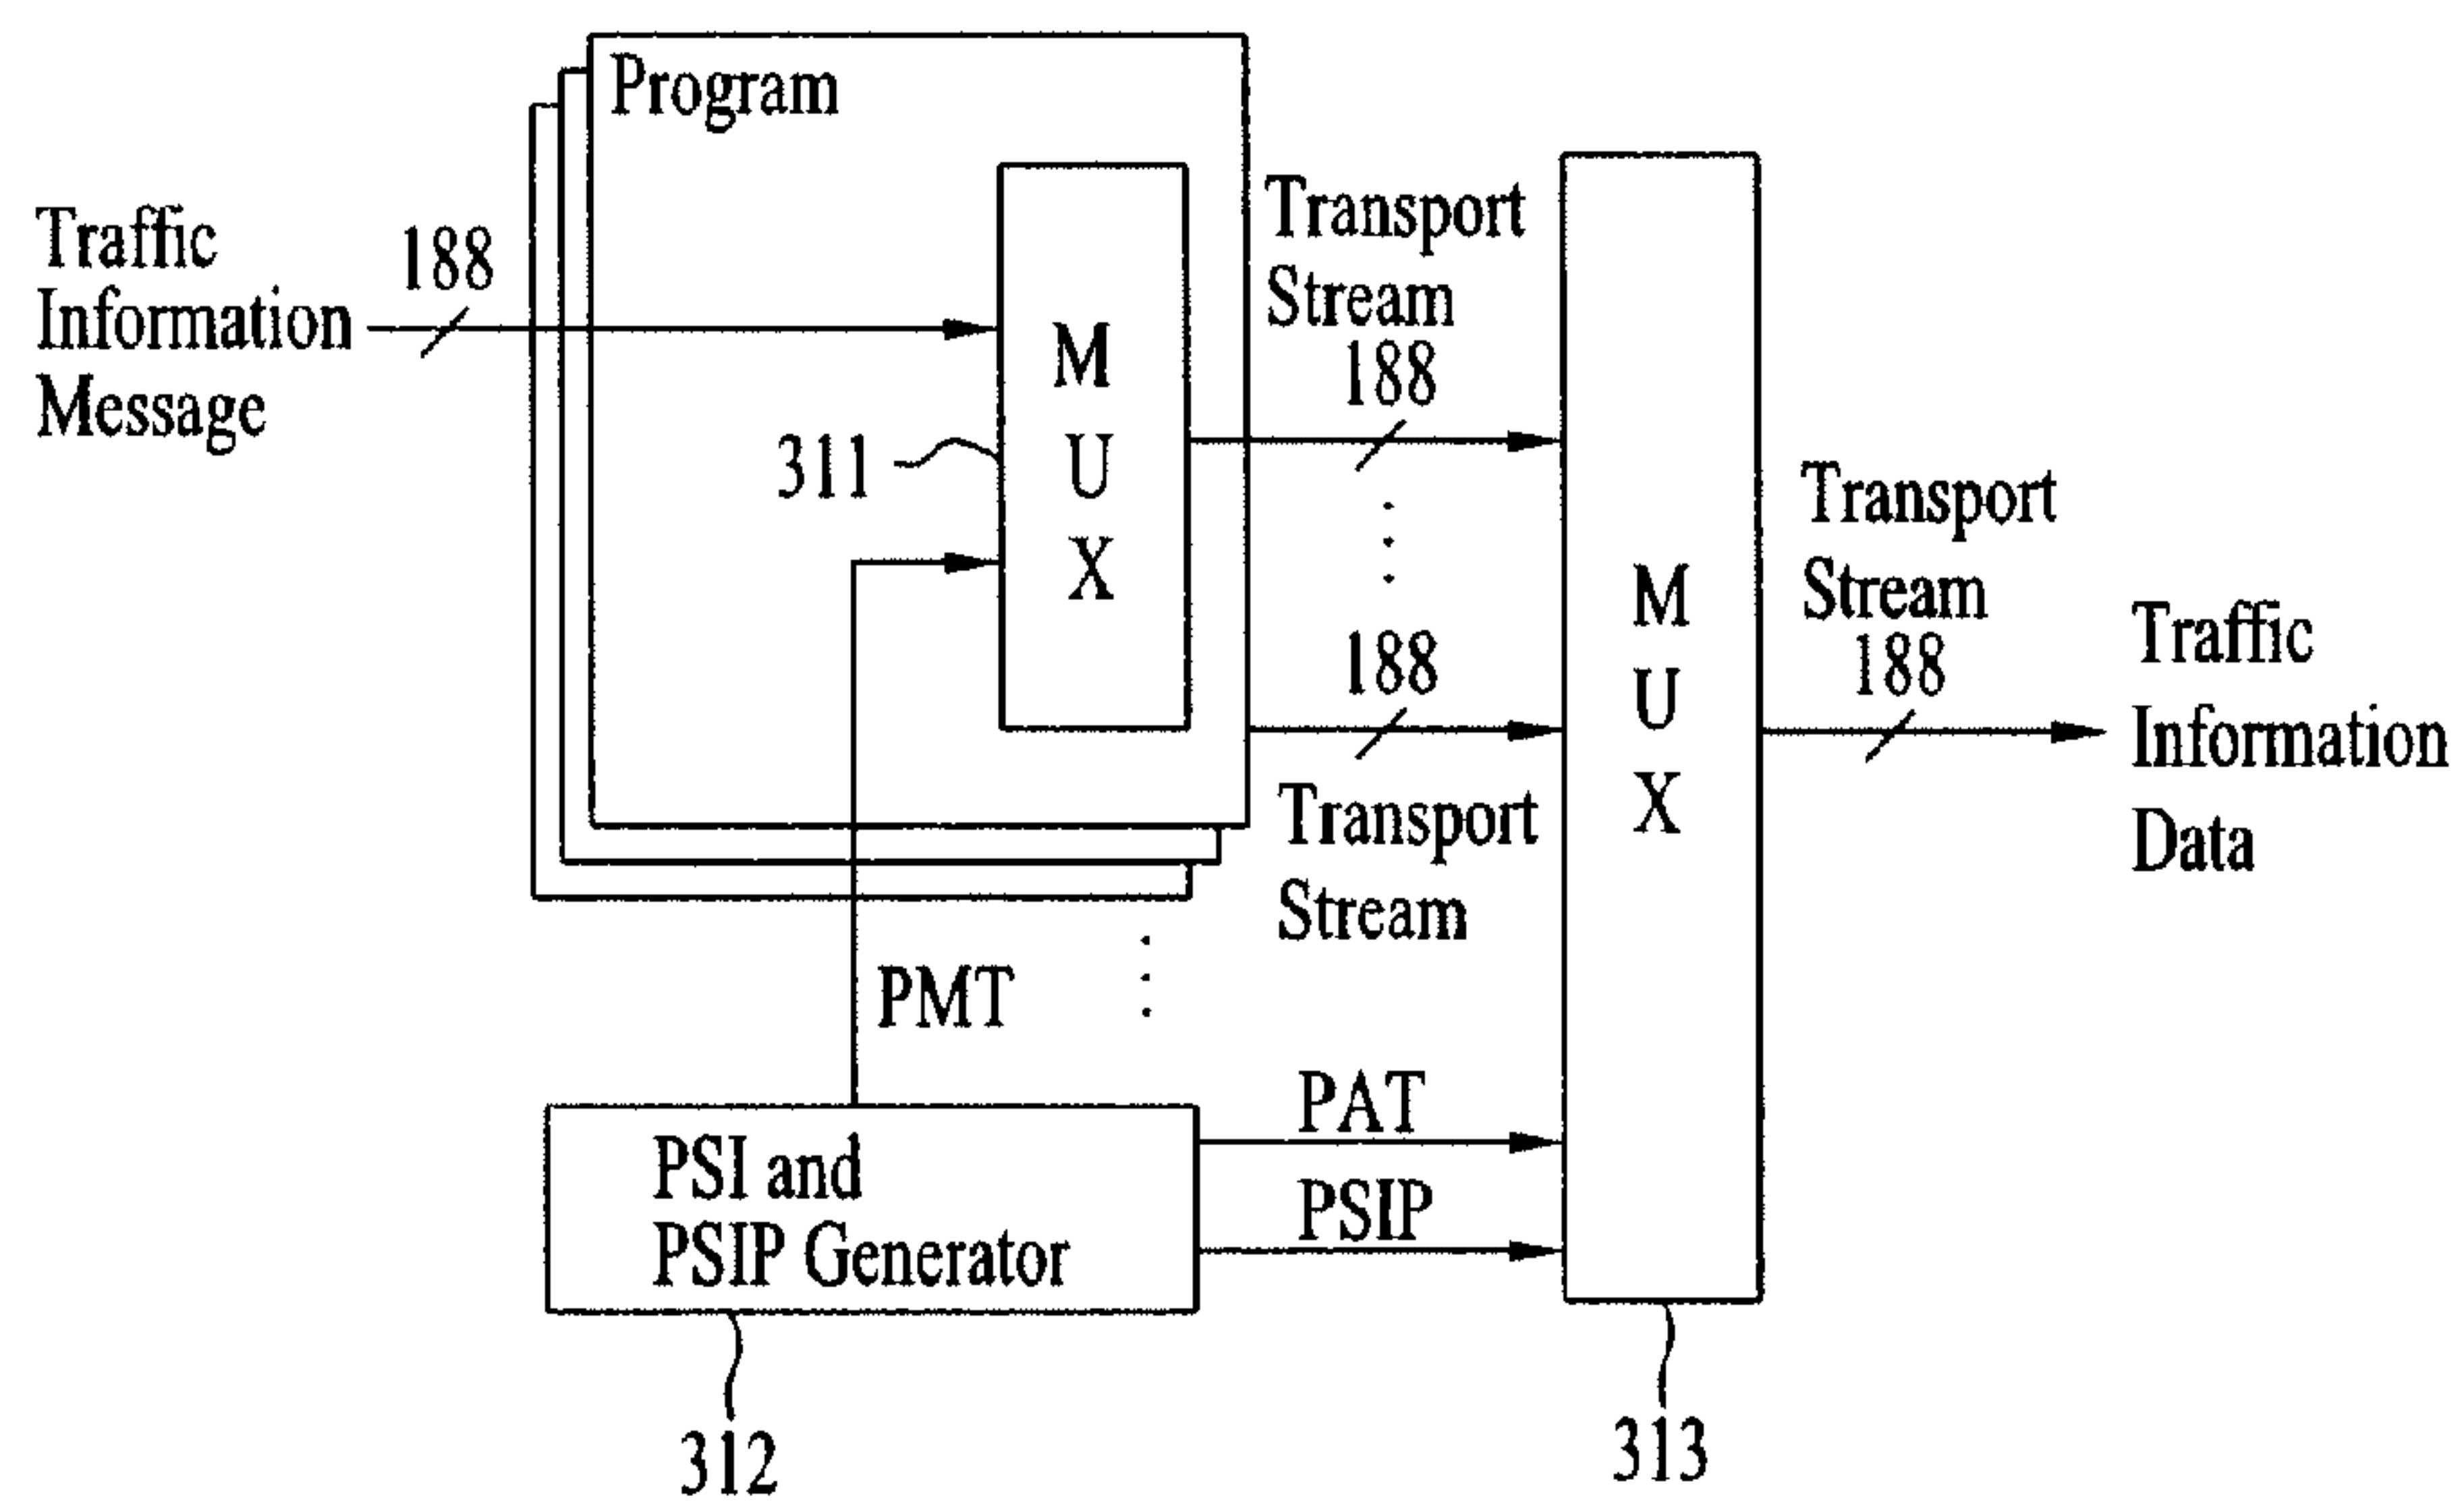 Program
Traffic
Information
Message
188
M
U
X
311
Transport
Stream
188
188
Transport
Stream
M
U
X
Transport
Stream
188
Traffic
Information
Data
PMT
PSI and
PSIP Generator
PAT
PSIP
312
313